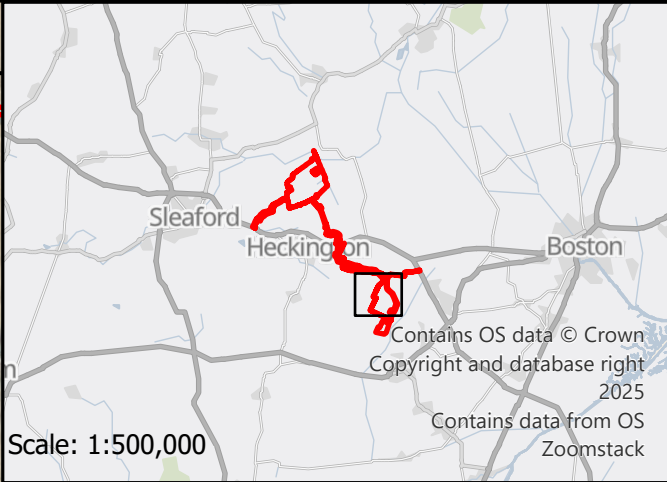 Sleaford
Heckington
Boston
Contains OS data © Crown
Copyright and database right
2025
Contains data from OS
Zoomstack
Scale: 1:500,000